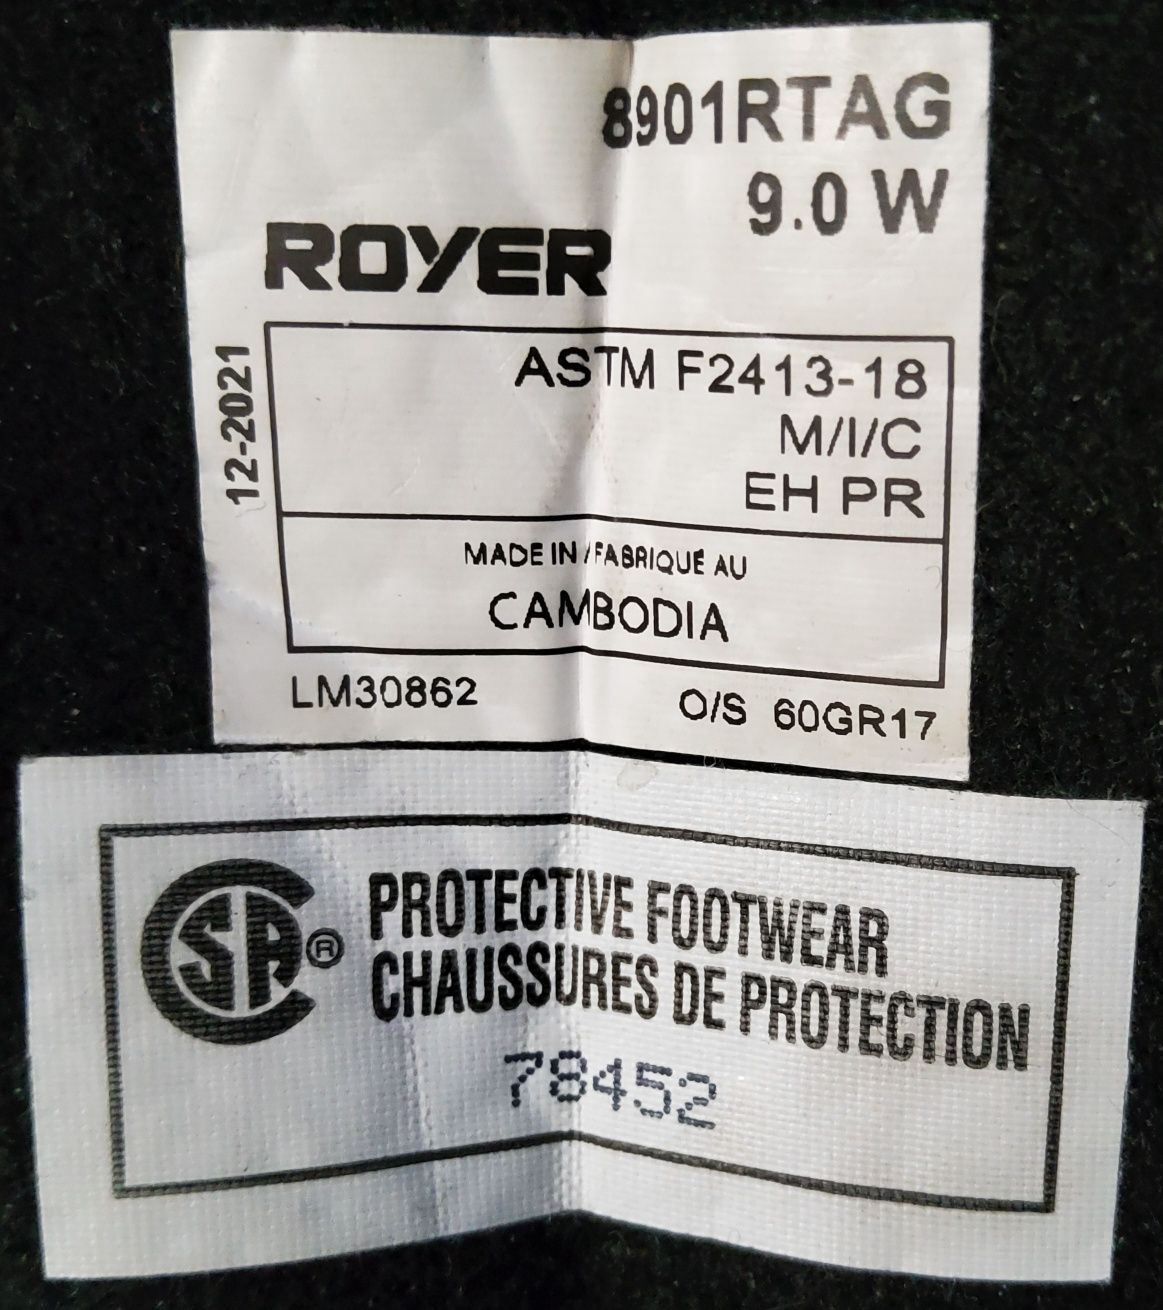 8901RTAG
9.0 W
ROYER
12-2021
ASTM F2413-18
M/I/C
EH PR
MADE IN / FABRIQUÉ AU
CAMBODIA
LM30862 O/S 60GR17
CSA® PROTECTIVE FOOTWEAR
CHAUSSURES DE PROTECTION
78452